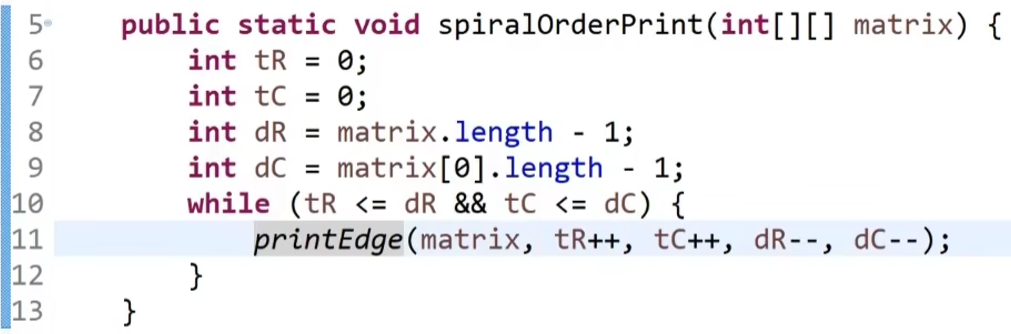 5 public static void spiralOrderPrint(int[][] matrix) {
6 int tR = 0;
7 int tC = 0;
8 int dR = matrix.length - 1;
9 int dC = matrix[0].length - 1;
10 while (tR <= dR && tC <= dC) {
11 printEdge(matrix, tR++, tC++, dR--, dC--);
12 }
13 }